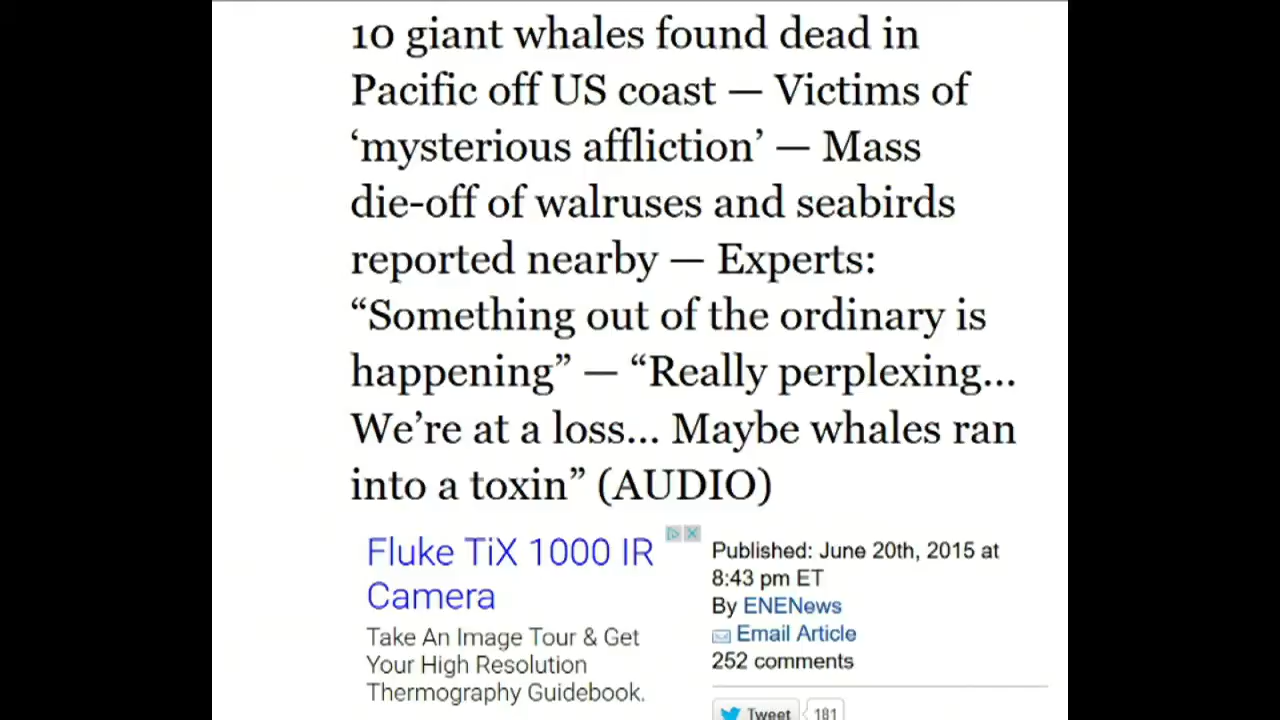 10 giant whales found dead in
Pacific off US coast — Victims of
‘mysterious affliction’ — Mass
die-off of walruses and seabirds
reported nearby — Experts:
“Something out of the ordinary is
happening” — “Really perplexing...
We’re at a loss... Maybe whales ran
into a toxin” (AUDIO)
Fluke TiX 1000 IR
Camera
Take An Image Tour & Get
Your High Resolution
Thermography Guidebook.
Published: June 20th, 2015 at
8:43 pm ET
By ENENews
Email Article
252 comments
Tweet 181